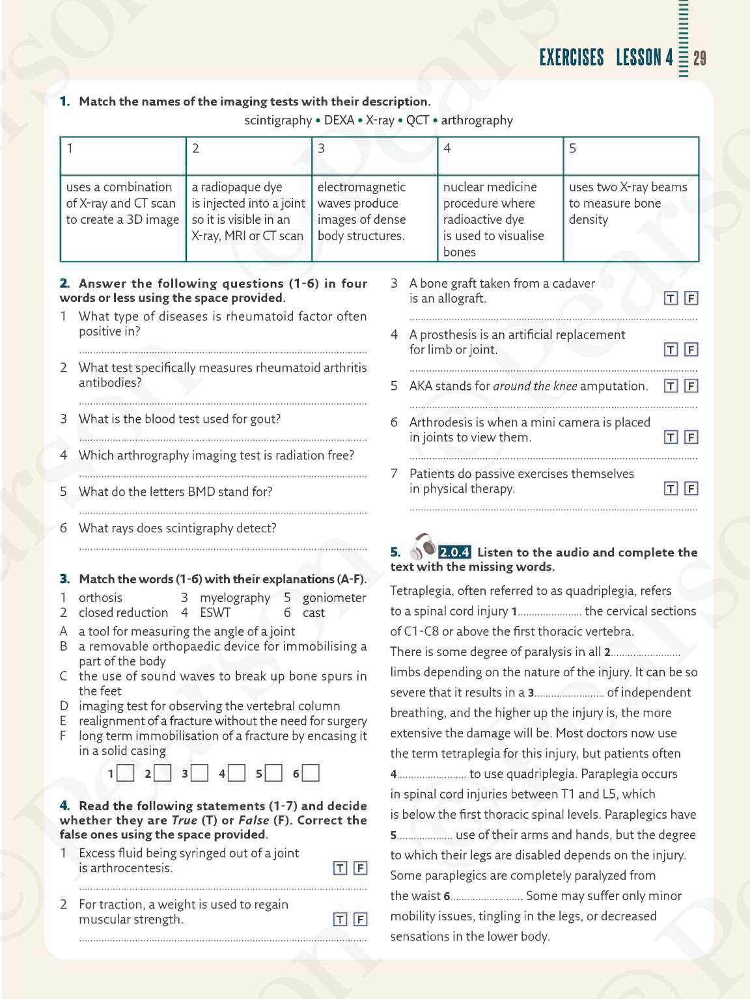 EXERCISES LESSON 4 29
1. Match the names of the imaging tests with their description.
scintigraphy • DEXA • X-ray • QCT • arthrography
1 2 3 4 5
uses a combination
of X-ray and CT scan
to create a 3D image
a radiopaque dye
is injected into a joint
so it is visible in an
X-ray, MRI or CT scan
electromagnetic
waves produce
images of dense
body structures.
nuclear medicine
procedure where
radioactive dye
is used to visualise
bones
uses two X-ray beams
to measure bone
density
2. Answer the following questions (1-6) in four
words or less using the space provided.
1 What type of diseases is rheumatoid factor often
positive in?
2 What test specifically measures rheumatoid arthritis
antibodies?
3 What is the blood test used for gout?
4 Which arthrography imaging test is radiation free?
5 What do the letters BMD stand for?
6 What rays does scintigraphy detect?
3. Match the words (1-6) with their explanations (A-F).
1 orthosis 3 myelography 5 goniometer
2 closed reduction 4 ESWT 6 cast
A a tool for measuring the angle of a joint
B a removable orthopaedic device for immobilising a
part of the body
C the use of sound waves to break up bone spurs in
the feet
D imaging test for observing the vertebral column
E realignment of a fracture without the need for surgery
F long term immobilisation of a fracture by encasing it
in a solid casing
1 2 3 4 5 6
4. Read the following statements (1-7) and decide
whether they are True (T) or False (F). Correct the
false ones using the space provided.
1 Excess fluid being syringed out of a joint
is arthrocentesis. T F
2 For traction, a weight is used to regain
muscular strength. T F
3 A bone graft taken from a cadaver
is an allograft. T F
4 A prosthesis is an artificial replacement
for limb or joint. T F
5 AKA stands for around the knee amputation. T F
6 Arthrodesis is when a mini camera is placed
in joints to view them. T F
7 Patients do passive exercises themselves
in physical therapy. T F
5. 2.0.4 Listen to the audio and complete the
text with the missing words.
Tetraplegia, often referred to as quadriplegia, refers
to a spinal cord injury 1...................... the cervical sections
of C1-C8 or above the first thoracic vertebra.
There is some degree of paralysis in all 2........................
limbs depending on the nature of the injury. It can be so
severe that it results in a 3........................ of independent
breathing, and the higher up the injury is, the more
extensive the damage will be. Most doctors now use
the term tetraplegia for this injury, but patients often
4........................ to use quadriplegia. Paraplegia occurs
in spinal cord injuries between T1 and L5, which
is below the first thoracic spinal levels. Paraplegics have
5................... use of their arms and hands, but the degree
to which their legs are disabled depends on the injury.
Some paraplegics are completely paralyzed from
the waist 6......................... Some may suffer only minor
mobility issues, tingling in the legs, or decreased
sensations in the lower body.
© Pearson